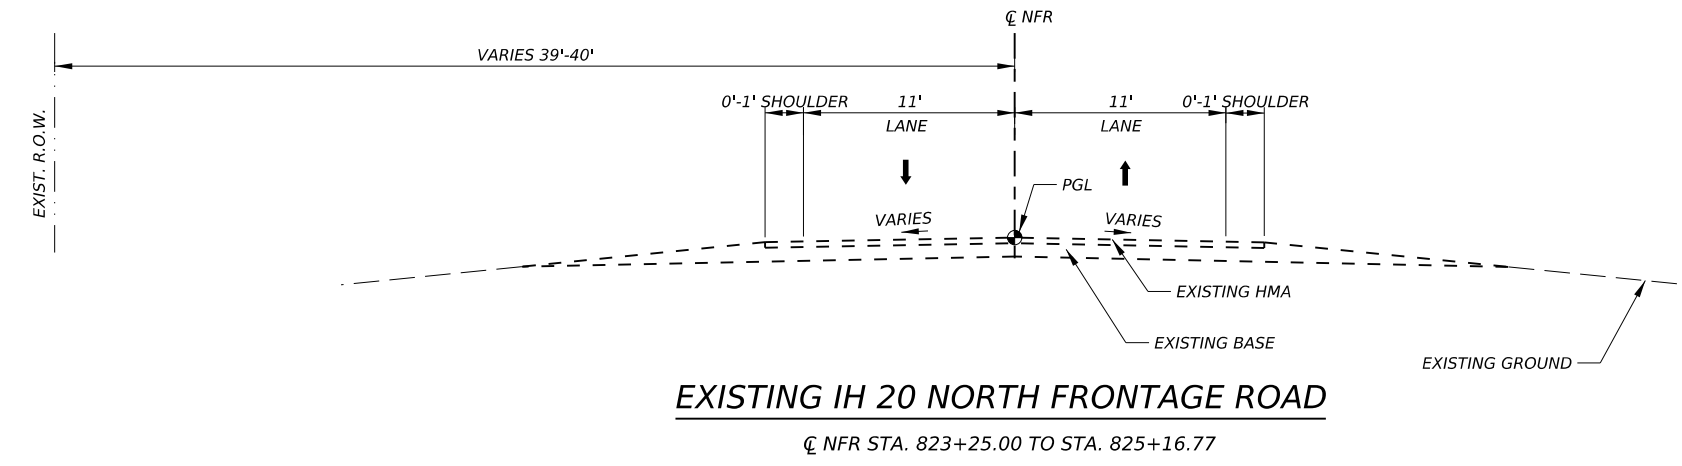 ℄ NFR
VARIES 39'-40'
0'-1' SHOULDER
11'
LANE
11'
LANE
0'-1' SHOULDER
EXIST. R.O.W.
PGL
VARIES
VARIES
EXISTING HMA
EXISTING BASE
EXISTING GROUND
EXISTING IH 20 NORTH FRONTAGE ROAD
℄ NFR STA. 823+25.00 TO STA. 825+16.77